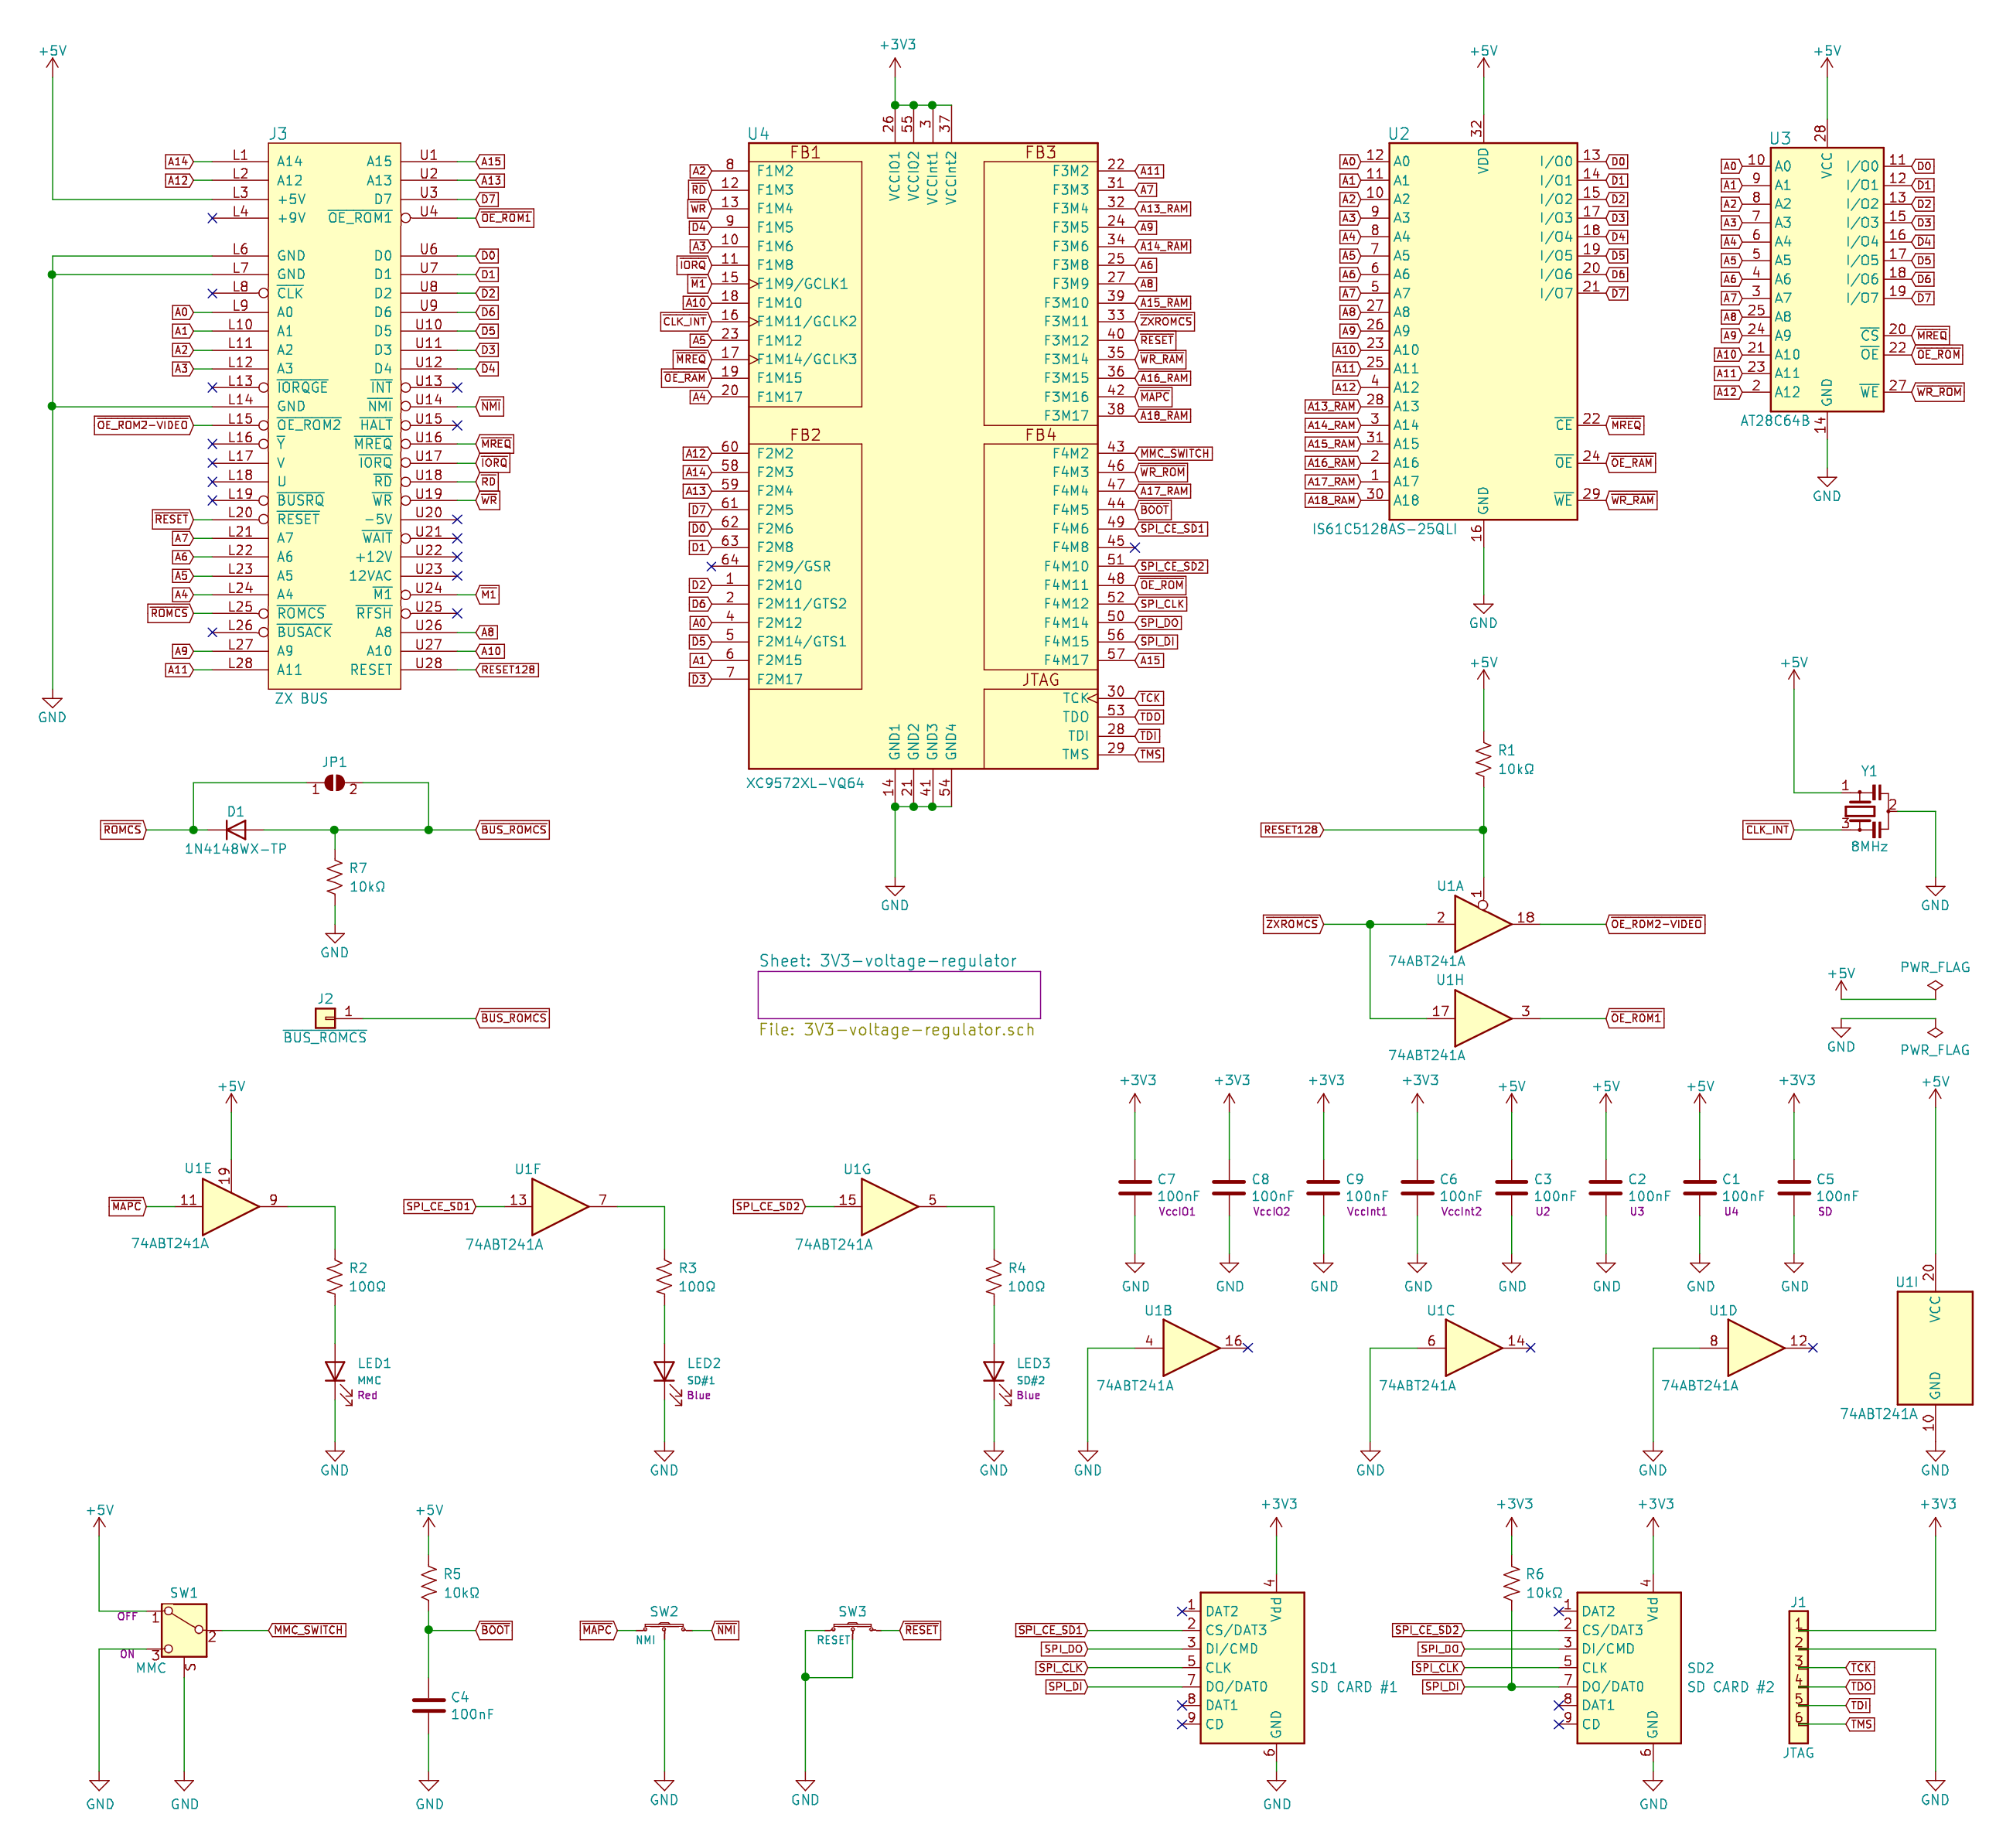 +5V
J3
L1 A14 A15 U1
L2 A12 A13 U2
L3 +5V D7 U3
L4 +9V OE_ROM1 U4
L6 GND D0 U6
L7 GND D1 U7
L8 CLK D2 U8
L9 A0 D6 U9
L10 A1 D5 U10
L11 A2 D3 U11
L12 A3 D4 U12
L13 IORQGE INT U13
L14 GND NMI U14
L15 OE_ROM2 HALT U15
L16 Y MREQ U16
L17 V IORQ U17
L18 U RD U18
L19 BUSRQ WR U19
L20 RESET -5V U20
L21 A7 WAIT U21
L22 A6 +12V U22
L23 A5 12VAC U23
L24 A4 M1 U24
L25 ROMCS RFSH U25
L26 BUSACK A8 U26
L27 A9 A10 U27
L28 A11 RESET U28
ZX BUS
A14
A12
A0
A1
A2
A3
OE_ROM2-VIDEO
RESET
A7
A6
A5
A4
ROMCS
A9
A11
A15
A13
D7
OE_ROM1
D0
D1
D2
D6
D5
D3
D4
NMI
MREQ
IORQ
RD
WR
M1
A8
A10
RESET128
GND
+3V3
U4
26 VCCIO1
55 VCCIO2
3 VCCInt1
37 VCCInt2
FB1
A2 8 F1M2
RD 12 F1M3
WR 13 F1M4
D4 9 F1M5
A3 10 F1M6
IORQ 11 F1M8
M1 15 F1M9/GCLK1
A10 18 F1M10
CLK_INT 16 F1M11/GCLK2
A5 23 F1M12
MREQ 17 F1M14/GCLK3
OE_RAM 19 F1M15
A4 20 F1M17
FB2
A12 60 F2M2
A14 58 F2M3
A13 59 F2M4
D7 61 F2M5
D0 62 F2M6
D1 63 F2M8
64 F2M9/GSR
D2 1 F2M10
D6 2 F2M11/GTS2
A0 4 F2M12
D5 5 F2M14/GTS1
A1 6 F2M15
D3 7 F2M17
FB3
F3M2 22 A11
F3M3 31 A7
F3M4 32 A13_RAM
F3M5 24 A9
F3M6 34 A14_RAM
F3M8 25 A6
F3M9 27 A8
F3M10 39 A15_RAM
F3M11 33 ZXROMCS
F3M12 40 RESET
F3M14 35 WR_RAM
F3M15 36 A16_RAM
F3M16 42 MAPC
F3M17 38 A18_RAM
FB4
F4M2 43 MMC_SWITCH
F4M3 46 WR_ROM
F4M4 47 A17_RAM
F4M5 44 BOOT
F4M6 49 SPI_CE_SD1
F4M8 45
F4M10 51 SPI_CE_SD2
F4M11 48 OE_ROM
F4M12 52 SPI_CLK
F4M14 50 SPI_DO
F4M15 56 SPI_DI
F4M17 57 A15
JTAG
TCK 30 TCK
TDO 53 TDO
TDI 28 TDI
TMS 29 TMS
GND1 14
GND2 21
GND3 41
GND4 54
XC9572XL-VQ64
GND
+5V
U2
32 VDD
A0 12 A0
A1 11 A1
A2 10 A2
A3 9 A3
A4 8 A4
A5 7 A5
A6 6 A6
A7 5 A7
A8 27 A8
A9 26 A9
A10 23 A10
A11 25 A11
A12 4 A12
A13_RAM 28 A13
A14_RAM 3 A14
A15_RAM 31 A15
A16_RAM 2 A16
A17_RAM 1 A17
A18_RAM 30 A18
I/O0 13 D0
I/O1 14 D1
I/O2 15 D2
I/O3 17 D3
I/O4 18 D4
I/O5 19 D5
I/O6 20 D6
I/O7 21 D7
CE 22 MREQ
OE 24 OE_RAM
WE 29 WR_RAM
GND 16
IS61C5128AS-25QLI
GND
+5V
U3
28 VCC
A0 10 A0
A1 9 A1
A2 8 A2
A3 7 A3
A4 6 A4
A5 5 A5
A6 4 A6
A7 3 A7
A8 25 A8
A9 24 A9
A10 21 A10
A11 23 A11
A12 2 A12
I/O0 11 D0
I/O1 12 D1
I/O2 13 D2
I/O3 15 D3
I/O4 16 D4
I/O5 17 D5
I/O6 18 D6
I/O7 19 D7
CS 20 MREQ
OE 22 OE_ROM
WE 27 WR_ROM
GND 14
AT28C64B
GND
JP1
1 2
ROMCS
D1
1N4148WX-TP
BUS_ROMCS
R7
10kΩ
GND
J2
1
BUS_ROMCS
BUS_ROMCS
Sheet: 3V3-voltage-regulator
File: 3V3-voltage-regulator.sch
+5V
R1
10kΩ
RESET128
U1A
1
ZXROMCS 2 18 OE_ROM2-VIDEO
74ABT241A
U1H
17 3 OE_ROM1
74ABT241A
+5V
Y1
1
2
3
CLK_INT
8MHz
GND
+5V
PWR_FLAG
GND
PWR_FLAG
+5V
U1E
19
MAPC 11 9
74ABT241A
R2
100Ω
LED1
MMC
Red
GND
U1F
SPI_CE_SD1 13 7
74ABT241A
R3
100Ω
LED2
SD#1
Blue
GND
U1G
SPI_CE_SD2 15 5
74ABT241A
R4
100Ω
LED3
SD#2
Blue
GND
+3V3
C7
100nF
VccIO1
GND
+3V3
C8
100nF
VccIO2
GND
+3V3
C9
100nF
VccInt1
GND
+3V3
C6
100nF
VccInt2
GND
+5V
C3
100nF
U2
GND
+5V
C2
100nF
U3
GND
+5V
C1
100nF
U4
GND
+3V3
C5
100nF
SD
GND
U1B
4 16
74ABT241A
GND
U1C
6 14
74ABT241A
GND
U1D
8 12
74ABT241A
GND
+5V
20
U1I
VCC
GND
74ABT241A
10
GND
+5V
SW1
OFF 1
2 MMC_SWITCH
ON 3
MMC
S
GND
GND
+5V
R5
10kΩ
BOOT
C4
100nF
GND
SW2
MAPC NMI NMI
GND
SW3
RESET RESET
GND
+3V3
4 Vdd
1 DAT2
SPI_CE_SD1 2 CS/DAT3
SPI_DO 3 DI/CMD
SPI_CLK 5 CLK
SPI_DI 7 DO/DAT0
8 DAT1
9 CD
GND 6
SD1
SD CARD #1
GND
+3V3
R6
10kΩ
+3V3
4 Vdd
1 DAT2
SPI_CE_SD2 2 CS/DAT3
SPI_DO 3 DI/CMD
SPI_CLK 5 CLK
SPI_DI 7 DO/DAT0
8 DAT1
9 CD
GND 6
SD2
SD CARD #2
GND
+3V3
J1
1
2
3 TCK
4 TDO
5 TDI
6 TMS
JTAG
GND